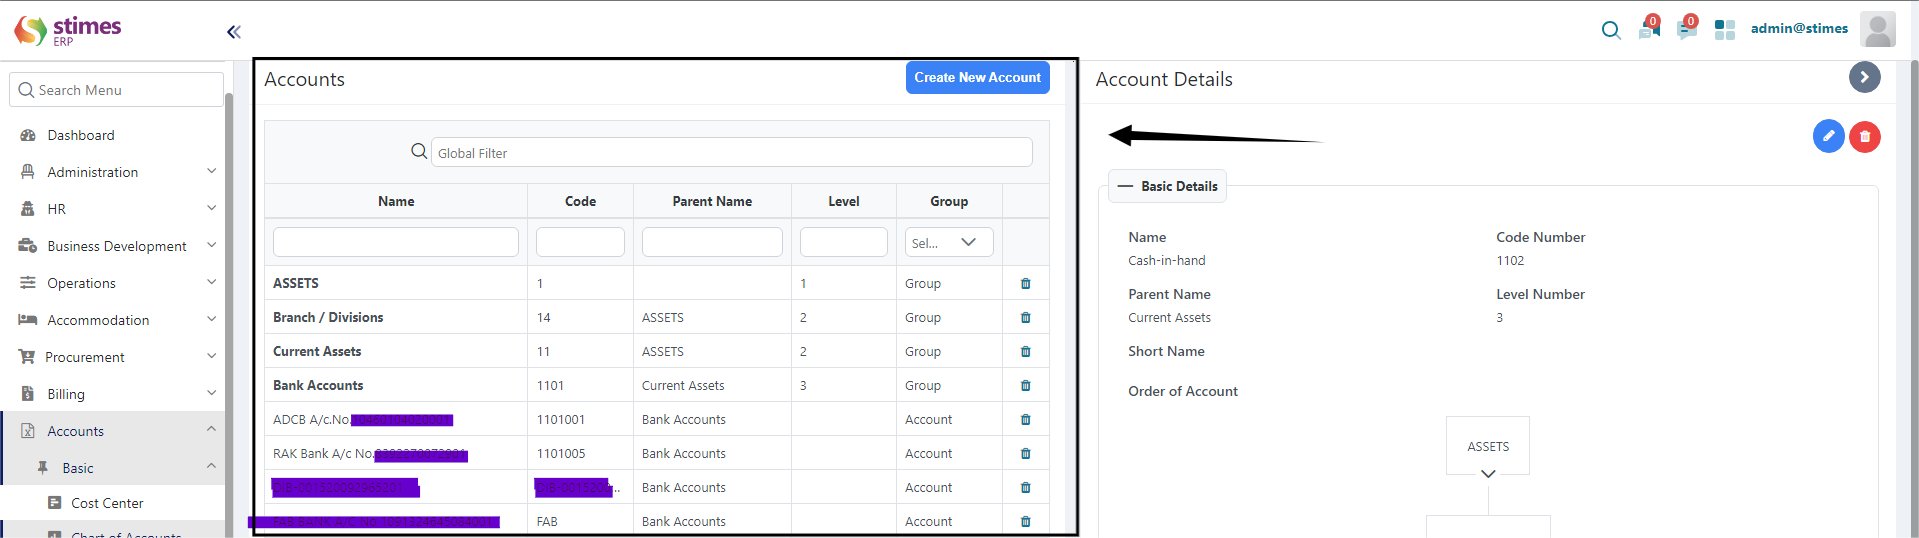 stimes
ERP
0
0
admin@stimes
Search Menu
Dashboard
Administration
HR
Business Development
Operations
Accommodation
Procurement
Billing
Accounts
Basic
Cost Center
Chart of Accounts
Accounts
Create New Account
Global Filter
Name Code Parent Name Level Group
Sel...
ASSETS 1 1 Group
Branch / Divisions 14 ASSETS 2 Group
Current Assets 11 ASSETS 2 Group
Bank Accounts 1101 Current Assets 3 Group
ADCB A/c.No. 1101001 Bank Accounts Account
RAK Bank A/c No. 1101005 Bank Accounts Account
... Bank Accounts Account
FAB Bank Accounts Account
Account Details
Basic Details
Name Code Number
Cash-in-hand 1102
Parent Name Level Number
Current Assets 3
Short Name
Order of Account
ASSETS